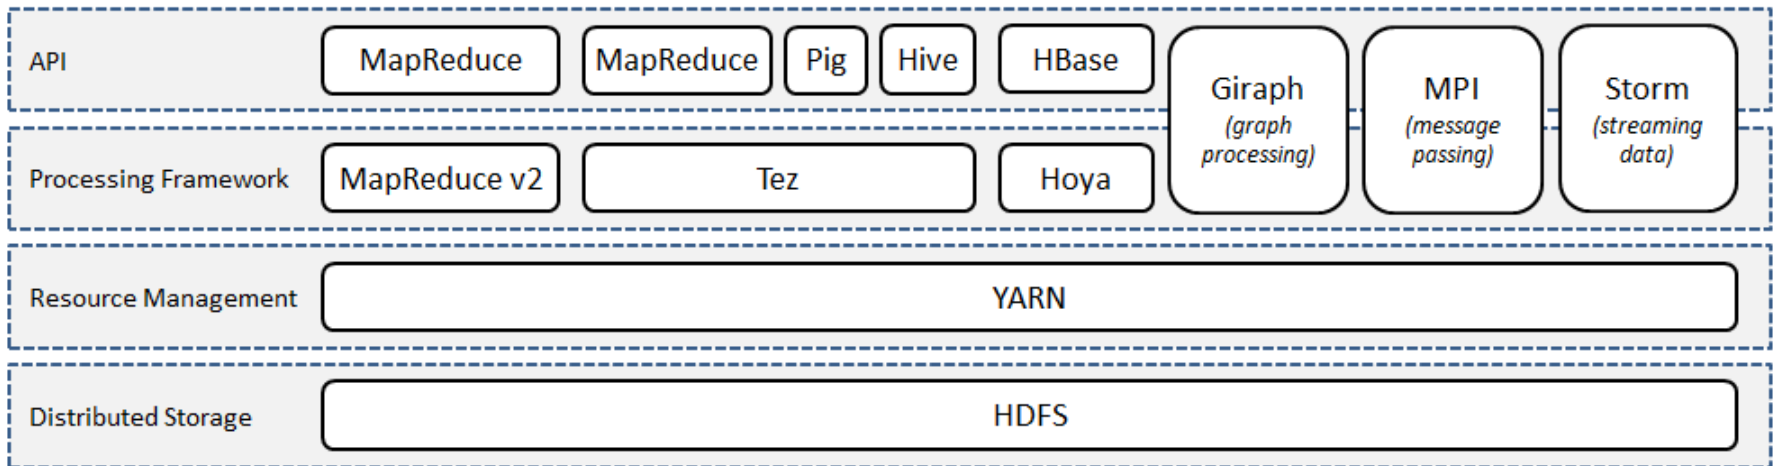 API
MapReduce
MapReduce
Pig
Hive
HBase
Giraph
(graph
processing)
MPI
(message
passing)
Storm
(streaming
data)
Processing Framework
MapReduce v2
Tez
Hoya
Resource Management
YARN
Distributed Storage
HDFS